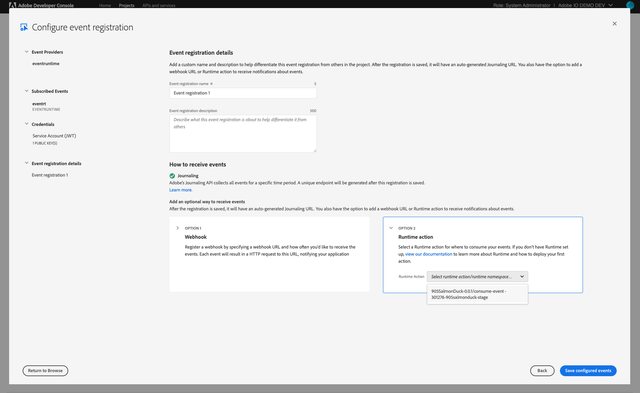 Adobe Developer Console
Home
Projects
APIs and services
Role: System Administrator
Adobe IO DEMO DEV
Configure event registration
Event Providers
eventruntime
Subscribed Events
event1
EVENTRUNTIME
Credentials
Service Account (JWT)
1 PUBLIC KEY(S)
Event registration details
Event registration 1
Event registration details
Add a custom name and description to help differentiate this event registration from others in the project. After the registration is saved, it will have an auto-generated Journaling URL. You also have the option to add a
webhook URL or Runtime action to receive notifications about events.
Event registration name
Event registration 1
Event registration description
Describe what this event registration is about to help differentiate it from
others
How to receive events
Journaling
Adobe's Journaling API collects all events for a specific time period. A unique endpoint will be generated after this registration is saved.
Learn more.
Add an optional way to receive events
After the registration is saved, it will have an auto-generated Journaling URL. You also have the option to add a webhook URL or Runtime action to receive notifications about events.
OPTION 1
Webhook
Register a webhook by specifying a webhook URL and how often you'd like to receive the
events. Each event will result in a HTTP request to this URL, notifying your application
OPTION 2
Runtime action
Select a Runtime action for where to consume your events. If you don't have Runtime set
up, view our documentation to learn more about Runtime and how to deploy your first
action.
Runtime Action
Select runtime action/runtime namespace...
905SalmonDuck-0.0.1/consume-event -
301276-905salmonduck-stage
Return to Browse
Back
Save configured events